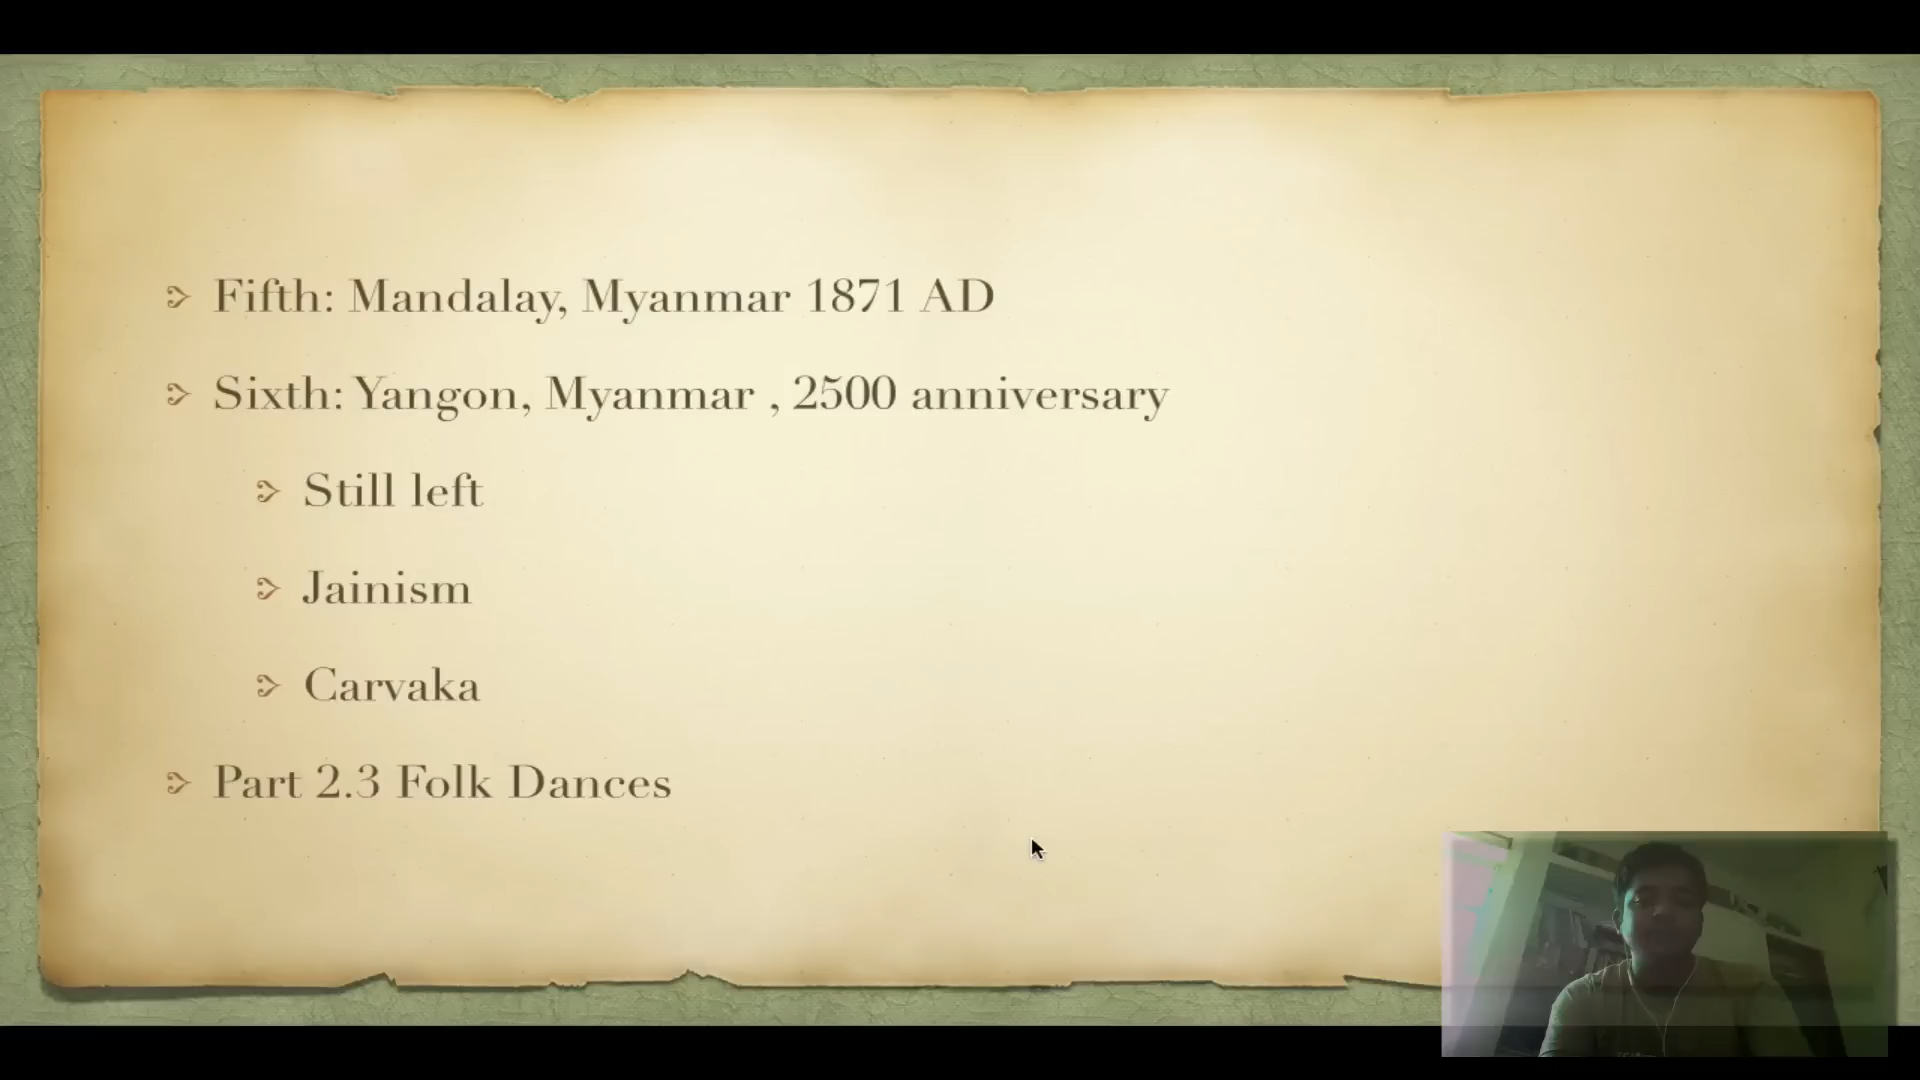 Fifth: Mandalay, Myanmar 1871 AD
Sixth: Yangon, Myanmar , 2500 anniversary
Still left
Jainism
Carvaka
Part 2.3 Folk Dances